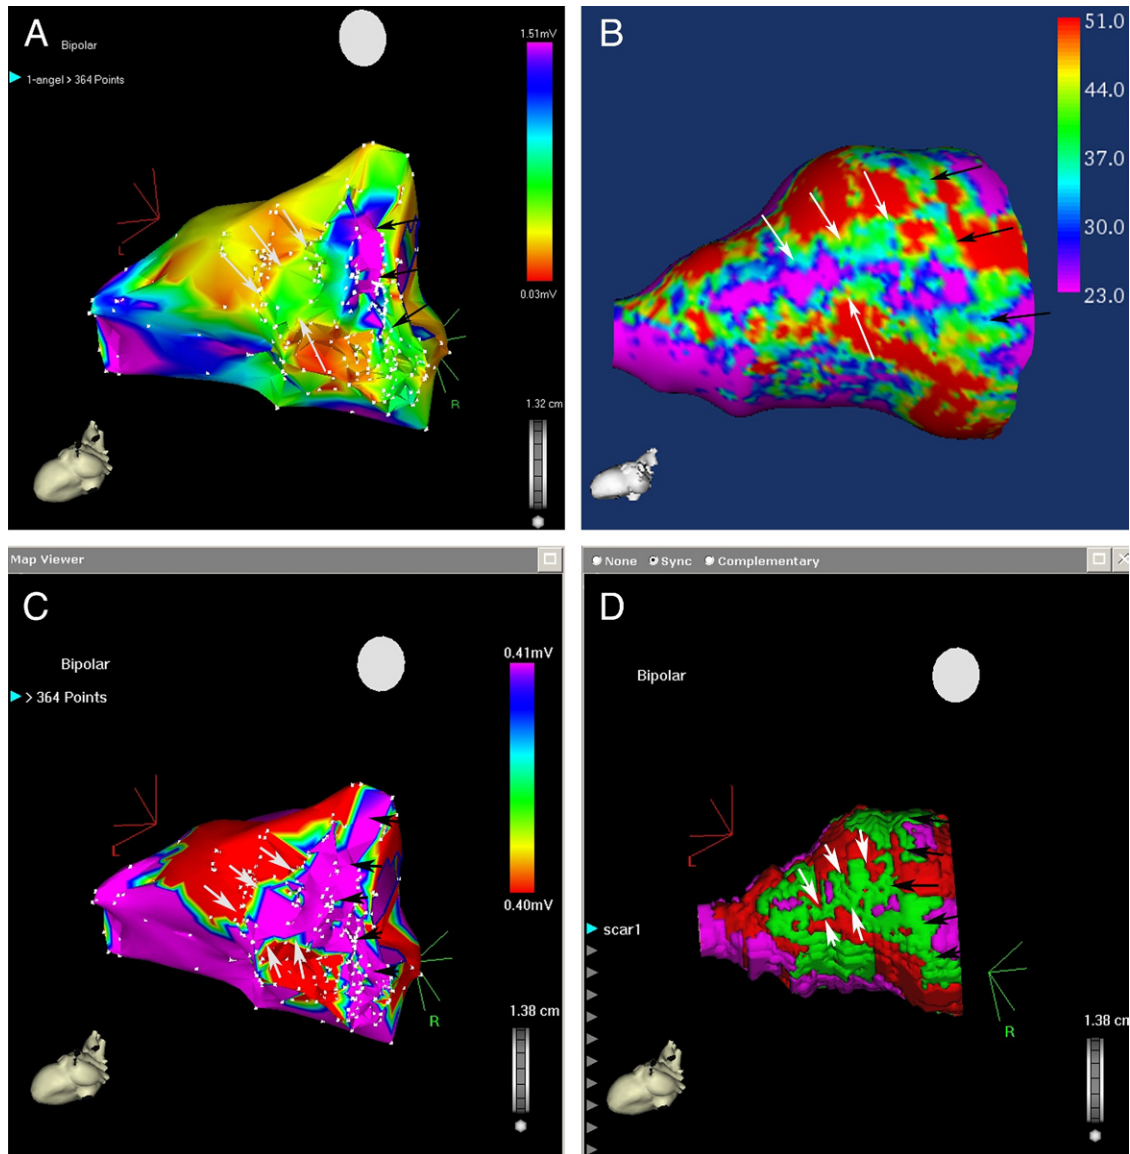 A
Bipolar
1-angel > 364 Points
1.51mV
0.03mV
L
R
1.32 cm
B
51.0
44.0
37.0
30.0
23.0
Map Viewer
C
Bipolar
> 364 Points
0.41mV
0.40mV
L
R
1.38 cm
None Sync Complementary
D
Bipolar
L
scar1
R
1.38 cm